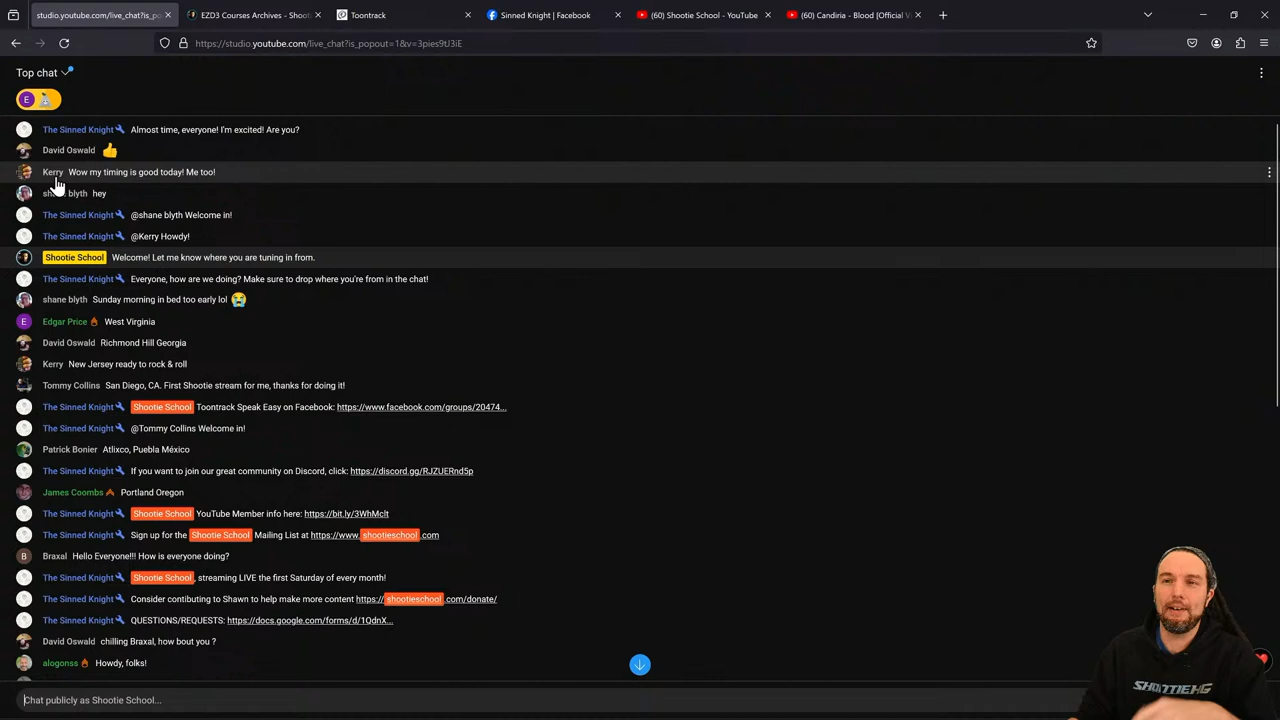 studio.youtube.com/live_chat?is_po
EZD3 Courses Archives - Shooti
Toontrack
Sinned Knight | Facebook
(60) Shootie School - YouTube
(60) Candiria - Blood [Official V
https://studio.youtube.com/live_chat?is_popout=1&v=3pies9tJ3iE
Top chat
E
The Sinned Knight Almost time, everyone! I'm excited! Are you?
David Oswald 👍
Kerry Wow my timing is good today! Me too!
blyth hey
The Sinned Knight @shane blyth Welcome in!
The Sinned Knight @Kerry Howdy!
Shootie School Welcome! Let me know where you are tuning in from.
The Sinned Knight Everyone, how are we doing? Make sure to drop where you're from in the chat!
shane blyth Sunday morning in bed too early lol 😭
E Edgar Price West Virginia
David Oswald Richmond Hill Georgia
Kerry New Jersey ready to rock & roll
Tommy Collins San Diego, CA. First Shootie stream for me, thanks for doing it!
The Sinned Knight Shootie School Toontrack Speak Easy on Facebook: https://www.facebook.com/groups/20474...
The Sinned Knight @Tommy Collins Welcome in!
Patrick Bonier Atlixco, Puebla México
The Sinned Knight If you want to join our great community on Discord, click: https://discord.gg/RJZUERnd5p
James Coombs Portland Oregon
The Sinned Knight Shootie School YouTube Member info here: https://bit.ly/3WhMclt
The Sinned Knight Sign up for the Shootie School Mailing List at https://www.shootieschool.com
B Braxal Hello Everyone!!! How is everyone doing?
The Sinned Knight Shootie School, streaming LIVE the first Saturday of every month!
The Sinned Knight Consider contibuting to Shawn to help make more content https://shootieschool.com/donate/
The Sinned Knight QUESTIONS/REQUESTS: https://docs.google.com/forms/d/1QdnX...
David Oswald chilling Braxal, how bout you ?
alogonss Howdy, folks!
Chat publicly as Shootie School...
SHOOTIEHG